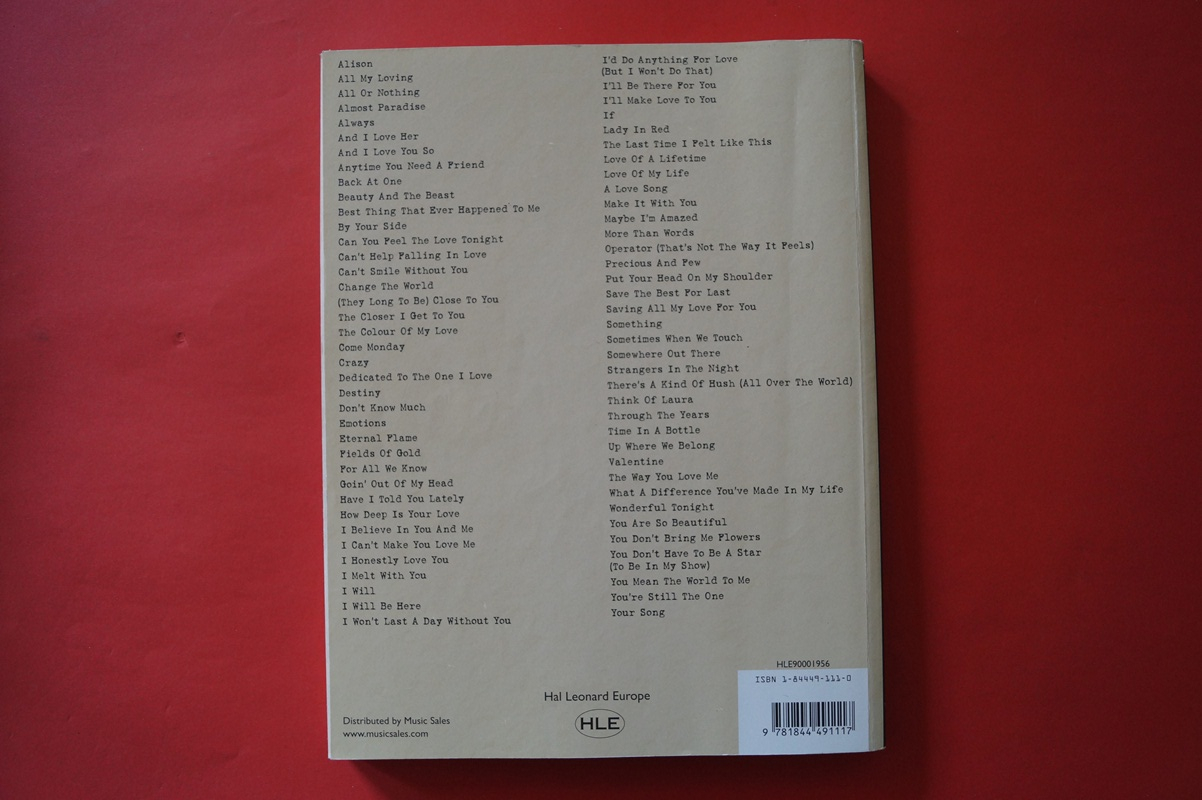 Alison
All My Loving
All Or Nothing
Almost Paradise
Always
And I Love Her
And I Love You So
Anytime You Need A Friend
Back At One
Beauty And The Beast
Best Thing That Ever Happened To Me
By Your Side
Can You Feel The Love Tonight
Can't Help Falling In Love
Can't Smile Without You
Change The World
(They Long To Be) Close To You
The Closer I Get To You
The Colour Of My Love
Come Monday
Crazy
Dedicated To The One I Love
Destiny
Don't Know Much
Emotions
Eternal Flame
Fields Of Gold
For All We Know
Goin' Out Of My Head
Have I Told You Lately
How Deep Is Your Love
I Believe In You And Me
I Can't Make You Love Me
I Honestly Love You
I Melt With You
I Will
I Will Be Here
I Won't Last A Day Without You
I'd Do Anything For Love
(But I Won't Do That)
I'll Be There For You
I'll Make Love To You
If
Lady In Red
The Last Time I Felt Like This
Love Of A Lifetime
Love Of My Life
A Love Song
Make It With You
Maybe I'm Amazed
More Than Words
Operator (That's Not The Way It Feels)
Precious And Few
Put Your Head On My Shoulder
Save The Best For Last
Saving All My Love For You
Something
Sometimes When We Touch
Somewhere Out There
Strangers In The Night
There's A Kind Of Hush (All Over The World)
Think Of Laura
Through The Years
Time In A Bottle
Up Where We Belong
Valentine
The Way You Love Me
What A Difference You've Made In My Life
Wonderful Tonight
You Are So Beautiful
You Don't Bring Me Flowers
You Don't Have To Be A Star
(To Be In My Show)
You Mean The World To Me
You're Still The One
Your Song
Distributed by Music Sales
www.musicsales.com
Hal Leonard Europe
HLE
HLE90001956
ISBN 1-84449-111-0
9 781844 491117